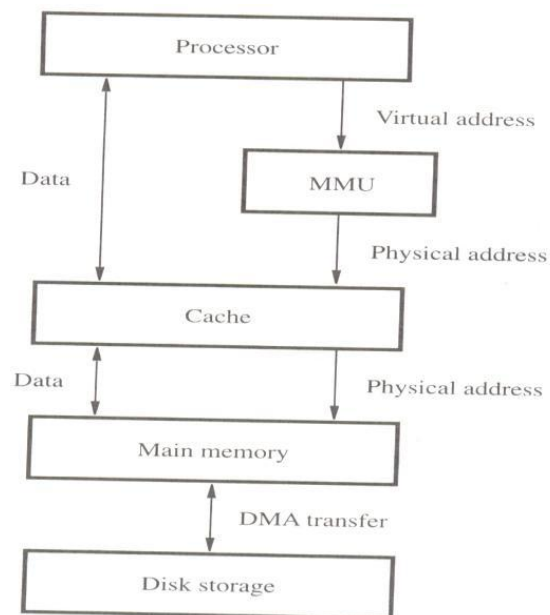 Processor
Virtual address
Data
MMU
Physical address
Cache
Data
Physical address
Main memory
DMA transfer
Disk storage